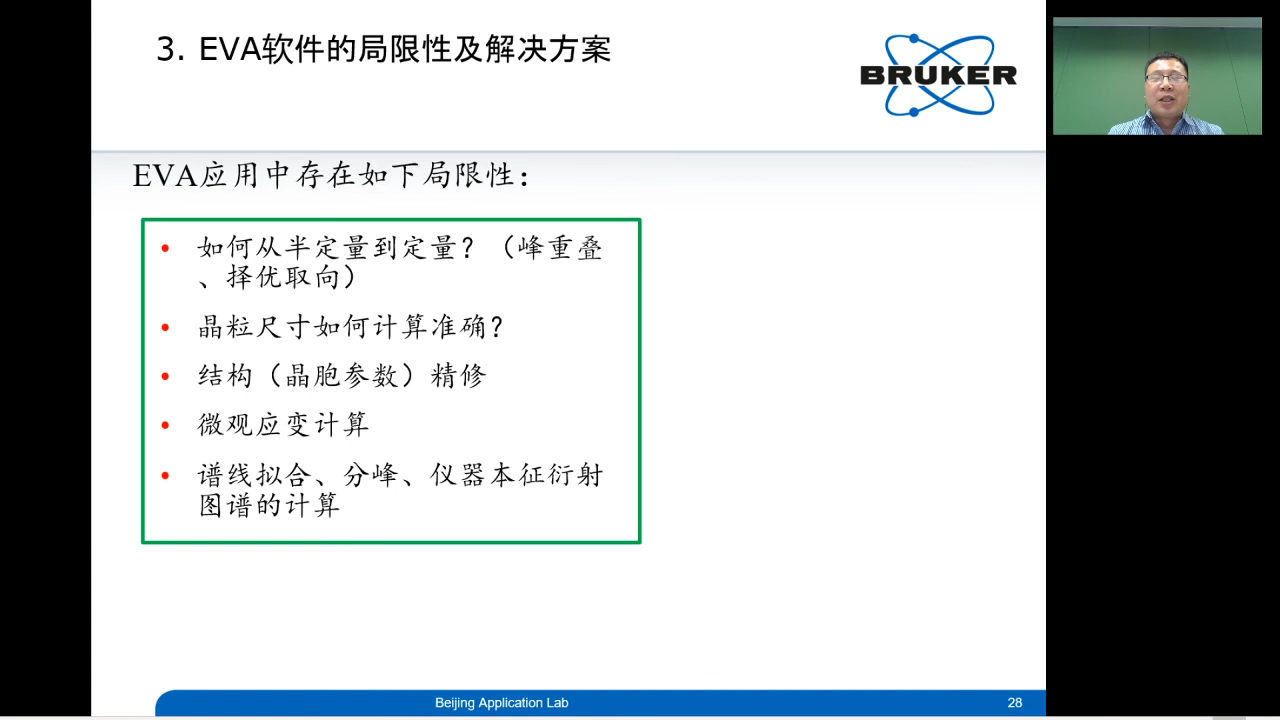 3. EVA软件的局限性及解决方案
BRUKER
EVA应用中存在如下局限性：
• 如何从半定量到定量？（峰重叠
、择优取向）
• 晶粒尺寸如何计算准确？
• 结构（晶胞参数）精修
• 微观应变计算
• 谱线拟合、分峰、仪器本征衍射
图谱的计算
Beijing Application Lab
28